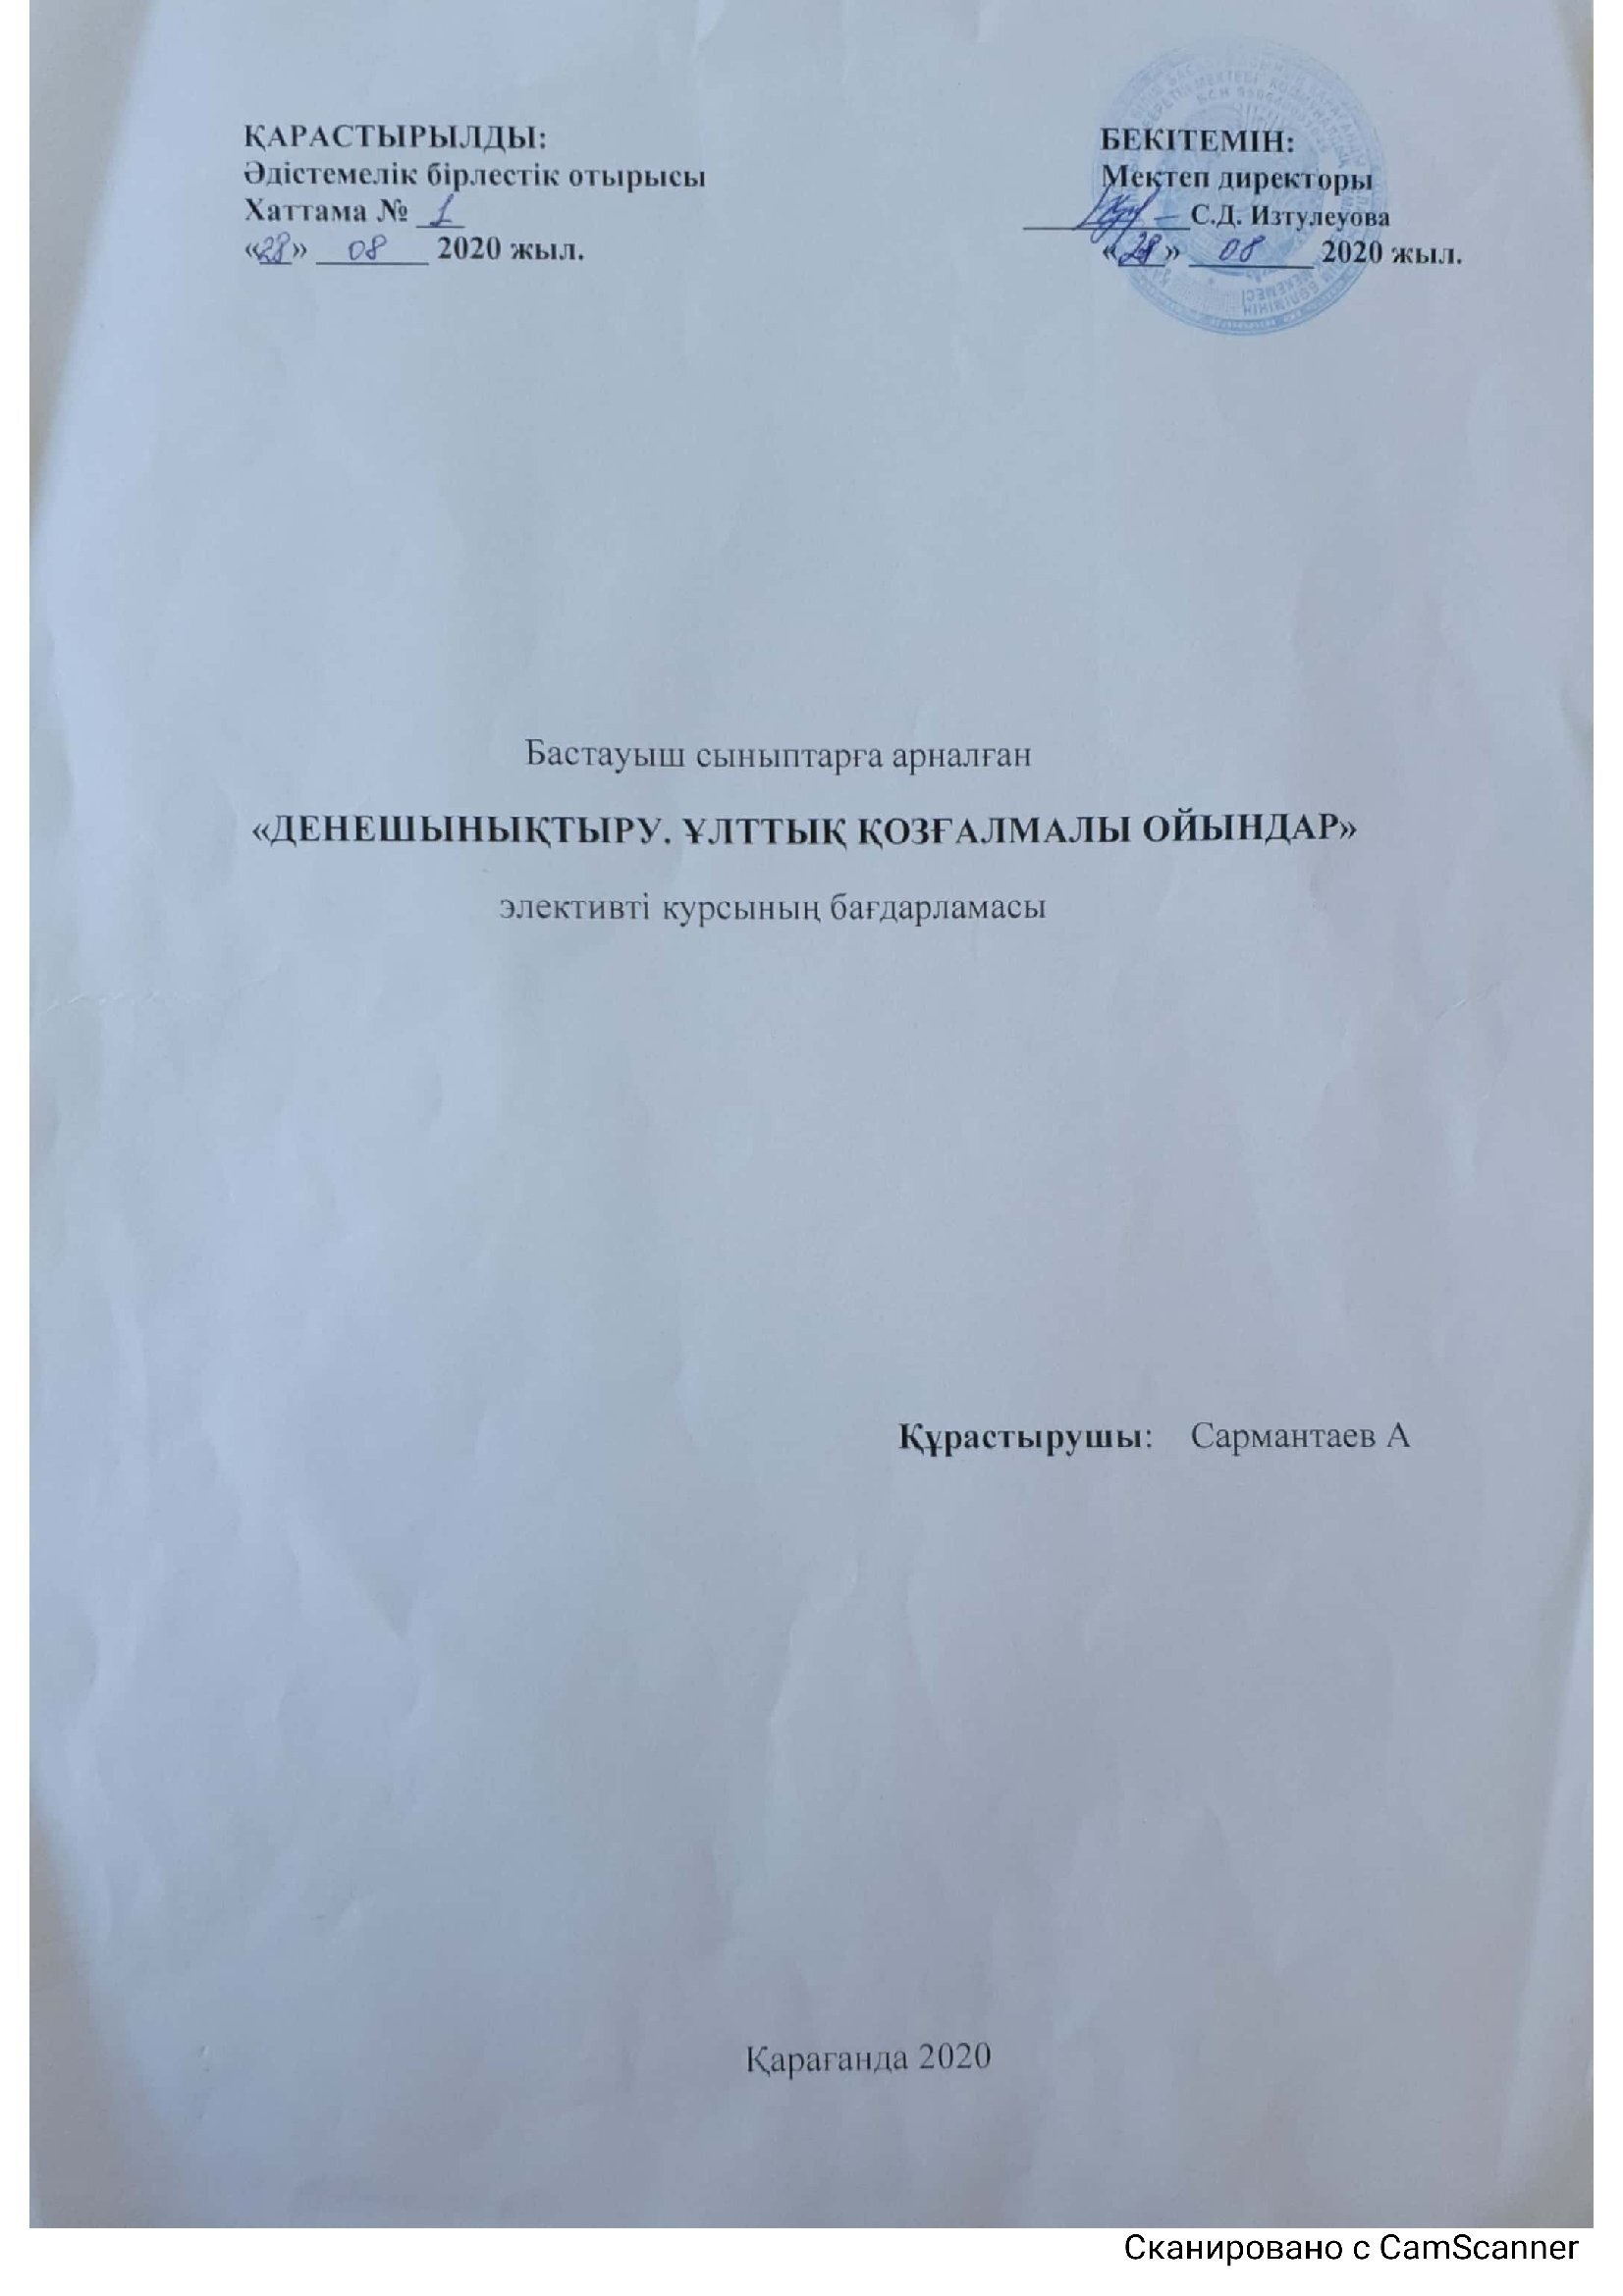 ҚАРАСТЫРЫЛДЫ:
Әдістемелік бірлестік отырысы
Хаттама № 1
«28» 08 2020 жыл.
БЕКІТЕМІН:
Мектеп директоры
С.Д. Изтулеуова
«28» 08 2020 жыл.
Бастауыш сыныптарға арналған
«ДЕНЕШЫНЫҚТЫРУ. ҰЛТТЫҚ ҚОЗҒАЛМАЛЫ ОЙЫНДАР»
элективті курсының бағдарламасы
Құрастырушы: Сармантаев А
Қарағанда 2020
Сканировано с CamScanner